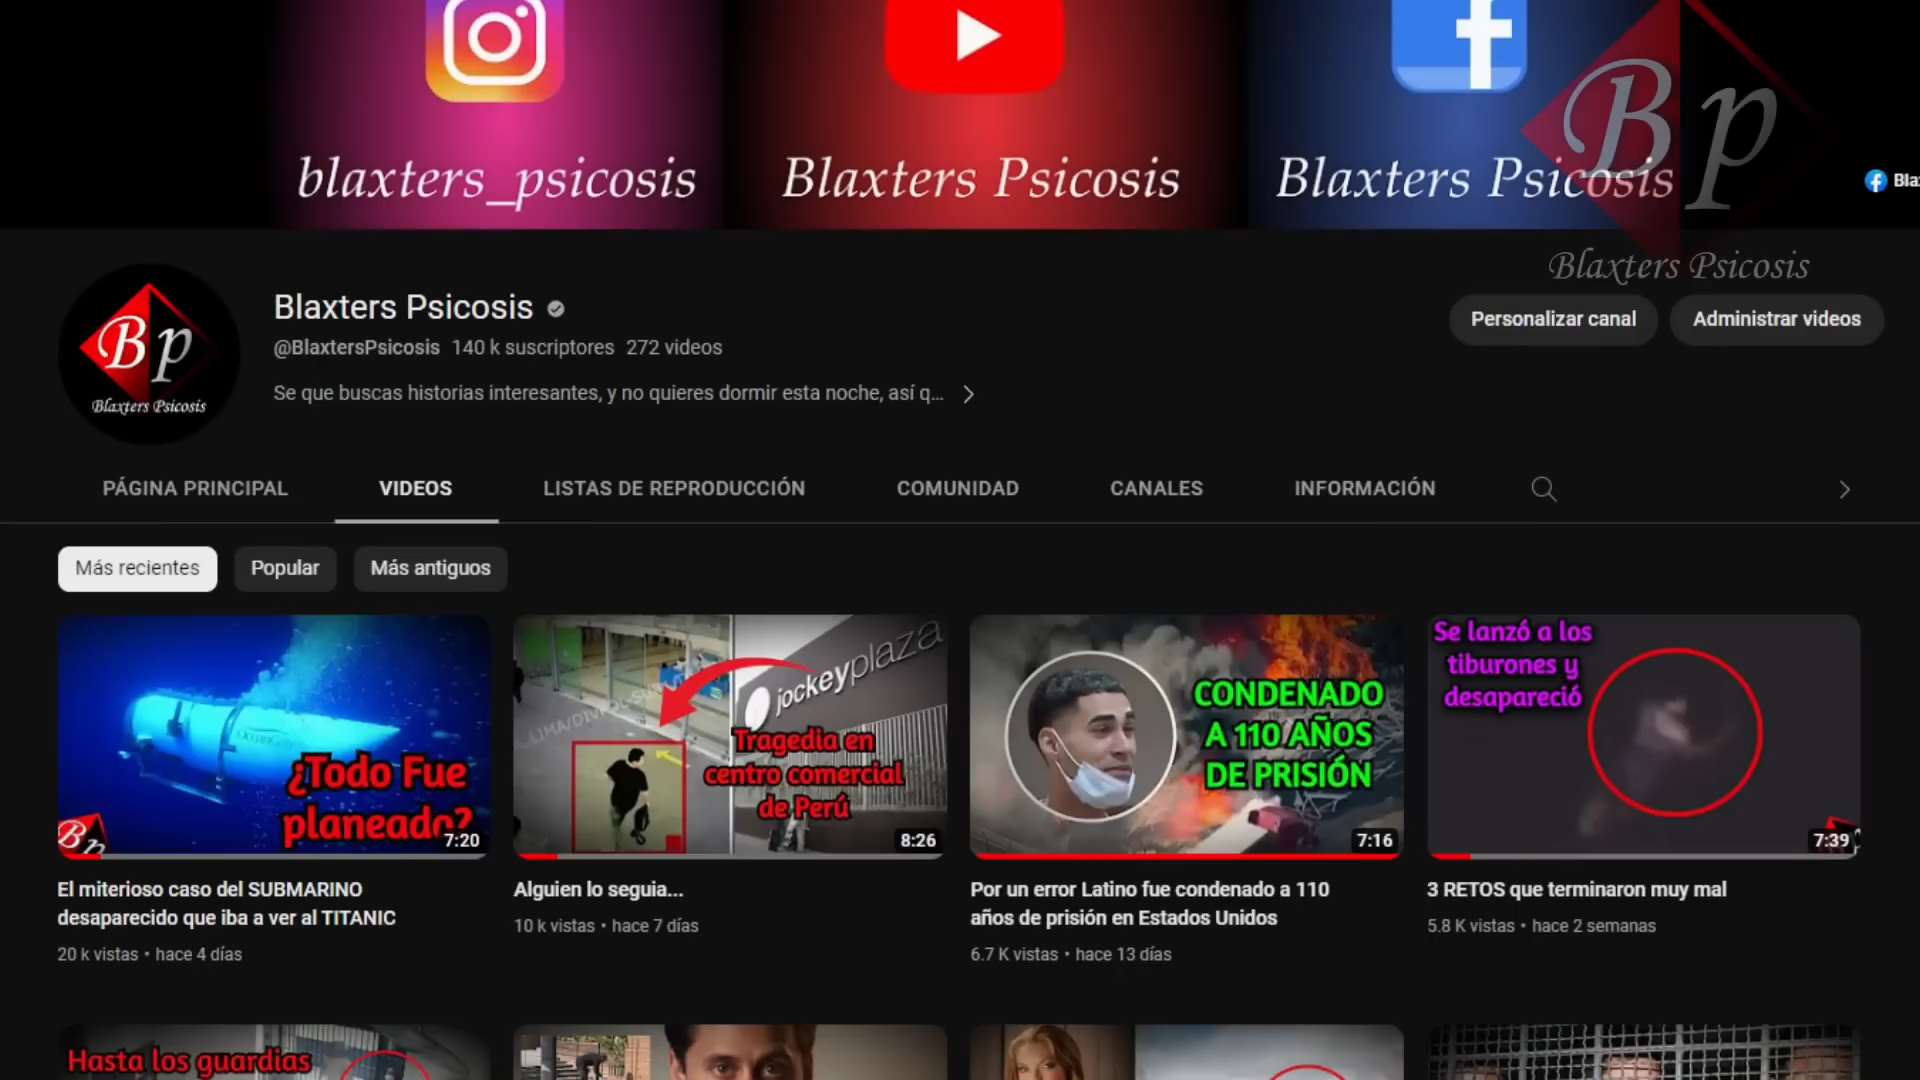 blaxters_psicosis
Blaxters Psicosis
Blaxters Psicosis
Bp
Blaxters Psicosis
Bla
Bp
Blaxters Psicosis
Blaxters Psicosis
@BlaxtersPsicosis 140 k suscriptores 272 videos
Se que buscas historias interesantes, y no quieres dormir esta noche, así q...
Personalizar canal
Administrar videos
PÁGINA PRINCIPAL
VIDEOS
LISTAS DE REPRODUCCIÓN
COMUNIDAD
CANALES
INFORMACIÓN
Más recientes
Popular
Más antiguos
¿Todo Fue
planeado?
Bp
7:20
jockeyplaza
Tragedia en
centro comercial
de Perú
8:26
CONDENADO
A 110 AÑOS
DE PRISIÓN
7:16
Se lanzó a los
tiburones y
desapareció
7:39
El miterioso caso del SUBMARINO
desaparecido que iba a ver al TITANIC
20 k vistas • hace 4 días
Alguien lo seguia...
10 k vistas • hace 7 días
Por un error Latino fue condenado a 110
años de prisión en Estados Unidos
6.7 K vistas • hace 13 días
3 RETOS que terminaron muy mal
5.8 K vistas • hace 2 semanas
Hasta los guardias